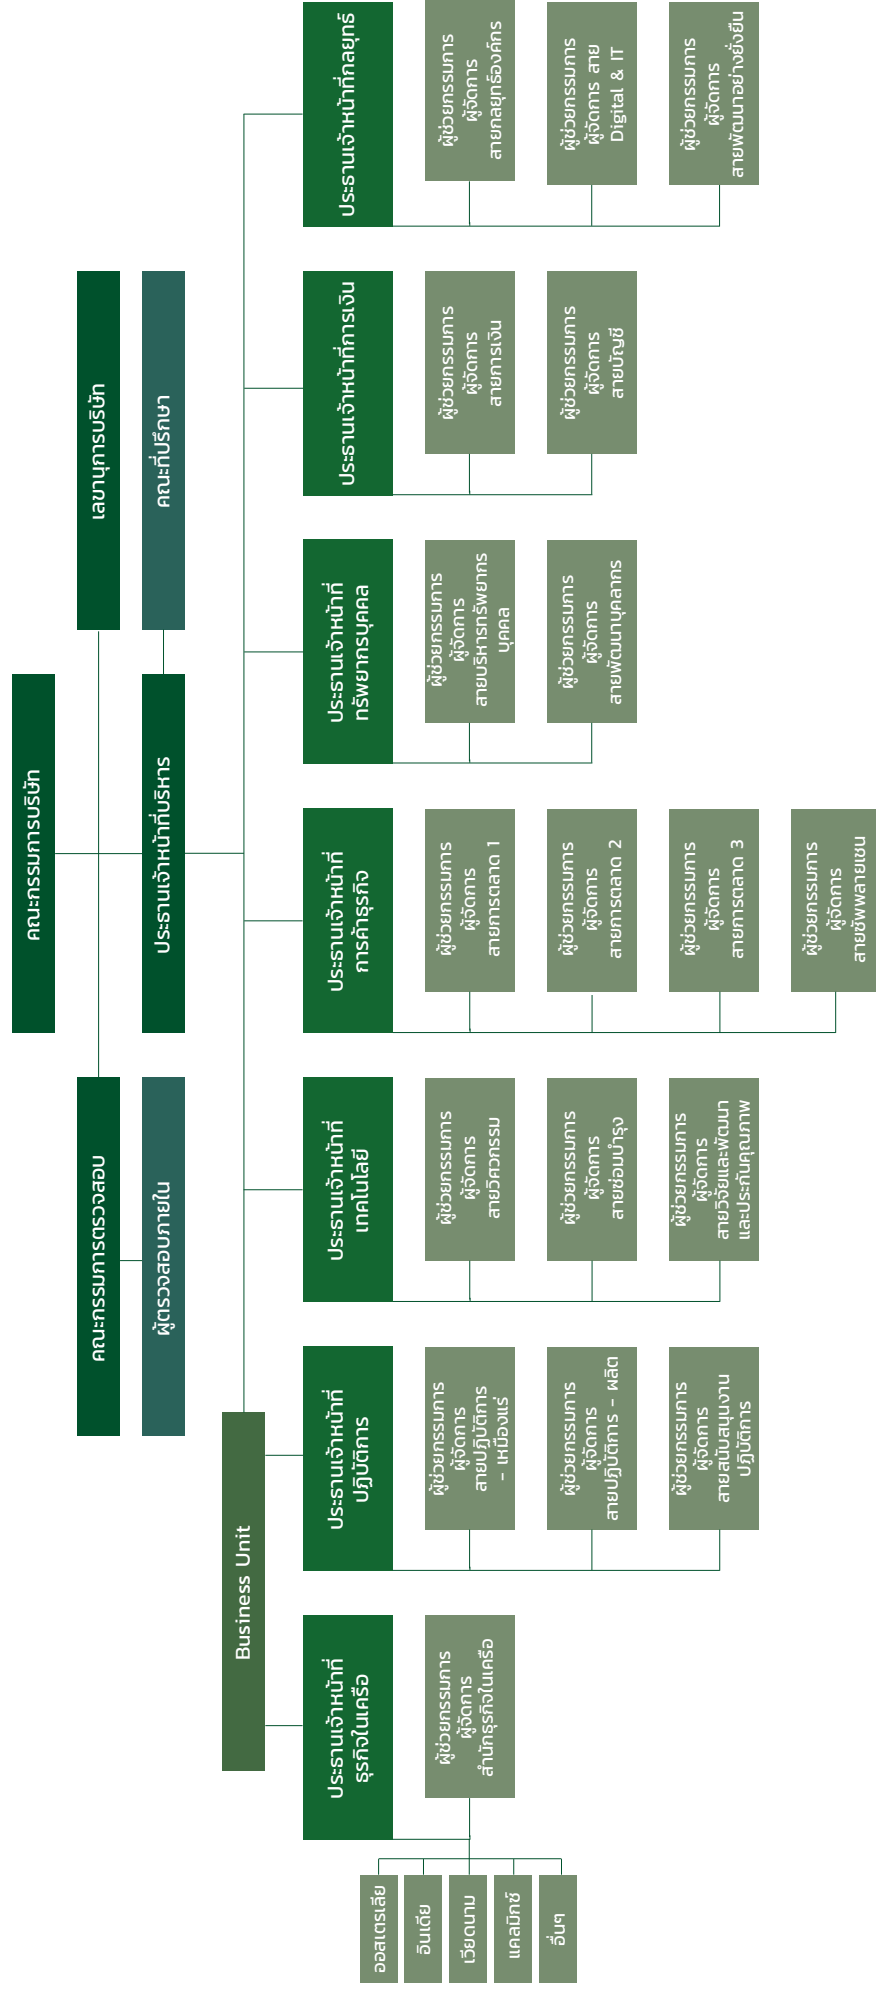 คณะกรรมการบริษัท
คณะกรรมการตรวจสอบ
เลขานุการบริษัท
ผู้ตรวจสอบภายใน
ประธานเจ้าหน้าที่บริหาร
คณะที่ปรึกษา
Business Unit
ประธานเจ้าหน้าที่
ธุรกิจในเครือ
ผู้ช่วยกรรมการ
ผู้จัดการ
สำนักธุรกิจในเครือ
ออสเตรเลีย
อินเดีย
เวียดนาม
แคลมิกซ์
อื่นๆ
ประธานเจ้าหน้าที่
ปฏิบัติการ
ผู้ช่วยกรรมการ
ผู้จัดการ
สายปฏิบัติการ
- เหมืองแร่
ผู้ช่วยกรรมการ
ผู้จัดการ
สายปฏิบัติการ - ผลิต
ผู้ช่วยกรรมการ
ผู้จัดการ
สายสนับสนุนงาน
ปฏิบัติการ
ประธานเจ้าหน้าที่
เทคโนโลยี
ผู้ช่วยกรรมการ
ผู้จัดการ
สายวิศวกรรม
ผู้ช่วยกรรมการ
ผู้จัดการ
สายซ่อมบำรุง
ผู้ช่วยกรรมการ
ผู้จัดการ
สายวิจัยและพัฒนา
และประกันคุณภาพ
ประธานเจ้าหน้าที่
การค้าธุรกิจ
ผู้ช่วยกรรมการ
ผู้จัดการ
สายการตลาด 1
ผู้ช่วยกรรมการ
ผู้จัดการ
สายการตลาด 2
ผู้ช่วยกรรมการ
ผู้จัดการ
สายการตลาด 3
ผู้ช่วยกรรมการ
ผู้จัดการ
สายซัพพลายเชน
ประธานเจ้าหน้าที่
ทรัพยากรบุคคล
ผู้ช่วยกรรมการ
ผู้จัดการ
สายบริหารทรัพยากร
บุคคล
ผู้ช่วยกรรมการ
ผู้จัดการ
สายพัฒนาบุคลากร
ประธานเจ้าหน้าที่การเงิน
ผู้ช่วยกรรมการ
ผู้จัดการ
สายการเงิน
ผู้ช่วยกรรมการ
ผู้จัดการ
สายบัญชี
ประธานเจ้าหน้าที่กลยุทธ์
ผู้ช่วยกรรมการ
ผู้จัดการ
สายกลยุทธ์องค์กร
ผู้ช่วยกรรมการ
ผู้จัดการ สาย
Digital & IT
ผู้ช่วยกรรมการ
ผู้จัดการ
สายพัฒนาอย่างยั่งยืน